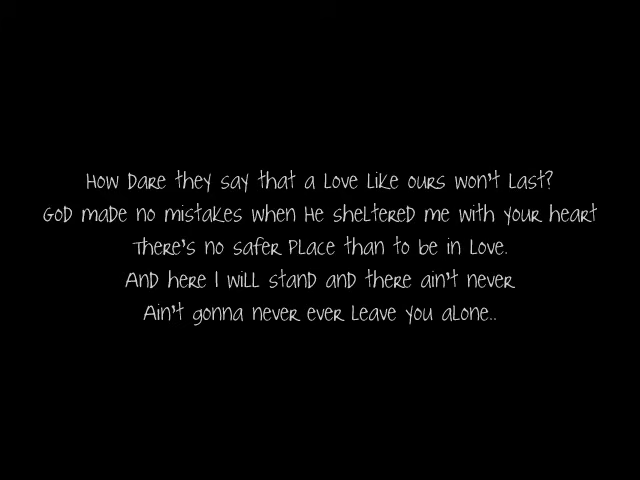 How Dare they say that a Love Like ours won't Last?
God made no mistakes when He sheltered me with your heart
There's no safer Place than to be in Love.
And here I will stand and there ain't never
Ain't gonna never ever Leave you alone..